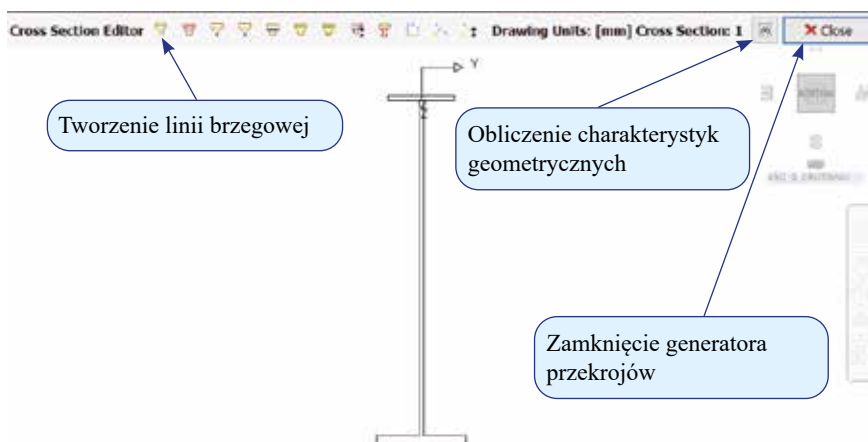 Cross Section Editor Drawing Units: [mm] Cross Section: 1 Close
Y
Tworzenie linii brzegowej
Obliczenie charakterystyk
geometrycznych
Zamknięcie generatora
przekrojów